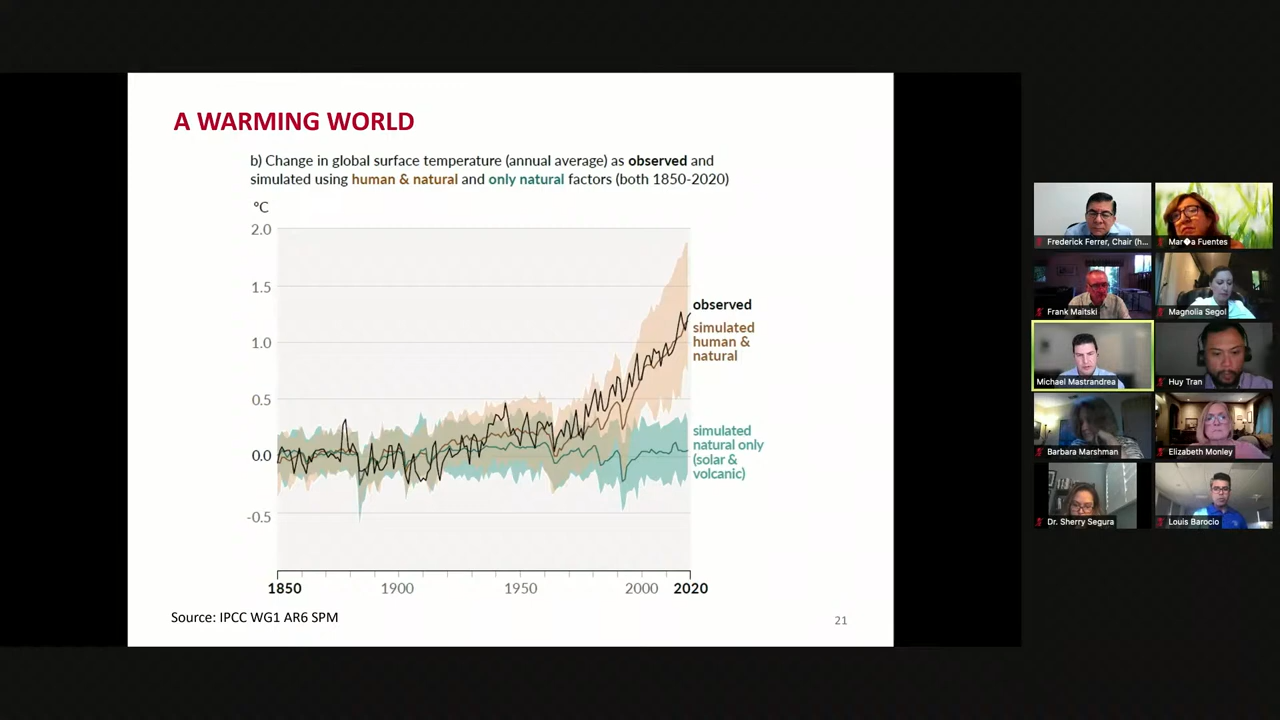 A WARMING WORLD
b) Change in global surface temperature (annual average) as observed and
simulated using human & natural and only natural factors (both 1850-2020)
°C
2.0
1.5
1.0
0.5
0.0
-0.5
1850
1900
1950
2000
2020
observed
simulated
human &
natural
simulated
natural only
(solar &
volcanic)
Source: IPCC WG1 AR6 SPM
21
Frederick Ferrer, Chair (h...
Mar�a Fuentes
Frank Maitski
Magnolia Segol
Michael Mastrandrea
Huy Tran
Barbara Marshman
Elizabeth Monley
Dr. Sherry Segura
Louis Barocio